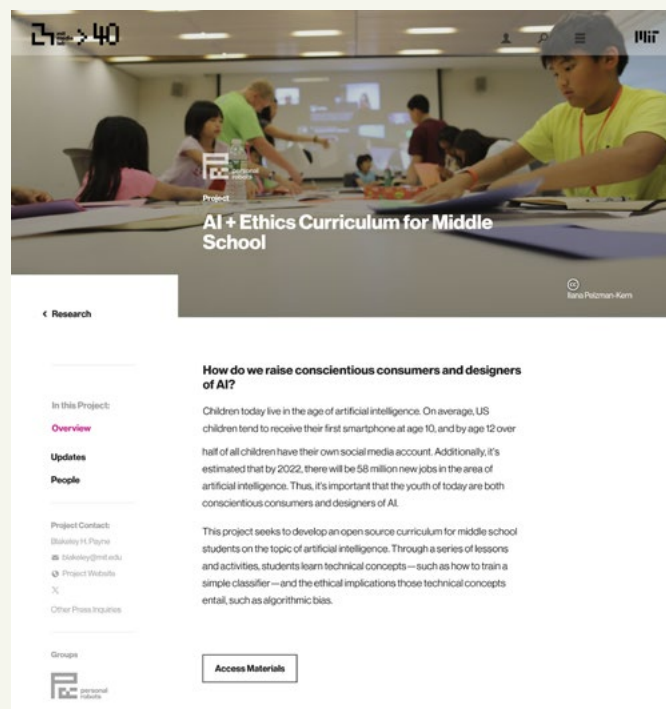 40
MIT
personal
robots
Project
AI + Ethics Curriculum for Middle
School
cc
Ilana Pelzman-Kern
< Research
How do we raise conscientious consumers and designers
of AI?
Children today live in the age of artificial intelligence. On average, US
children tend to receive their first smartphone at age 10, and by age 12 over
half of all children have their own social media account. Additionally, it's
estimated that by 2022, there will be 58 million new jobs in the area of
artificial intelligence. Thus, it's important that the youth of today are both
conscientious consumers and designers of AI.
This project seeks to develop an open source curriculum for middle school
students on the topic of artificial intelligence. Through a series of lessons
and activities, students learn technical concepts—such as how to train a
simple classifier—and the ethical implications those technical concepts
entail, such as algorithmic bias.
Access Materials
In this Project:
Overview
Updates
People
Project Contact:
Blakeley H. Payne
blakeley@mit.edu
Project Website
Other Press Inquiries
Groups
personal
robots